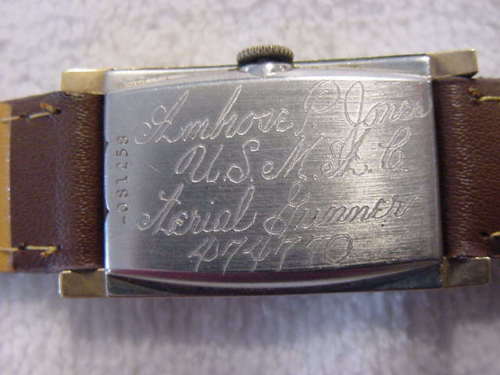 Ambrose P. Jones
U. S. M. C.
Aerial Gunner
474770